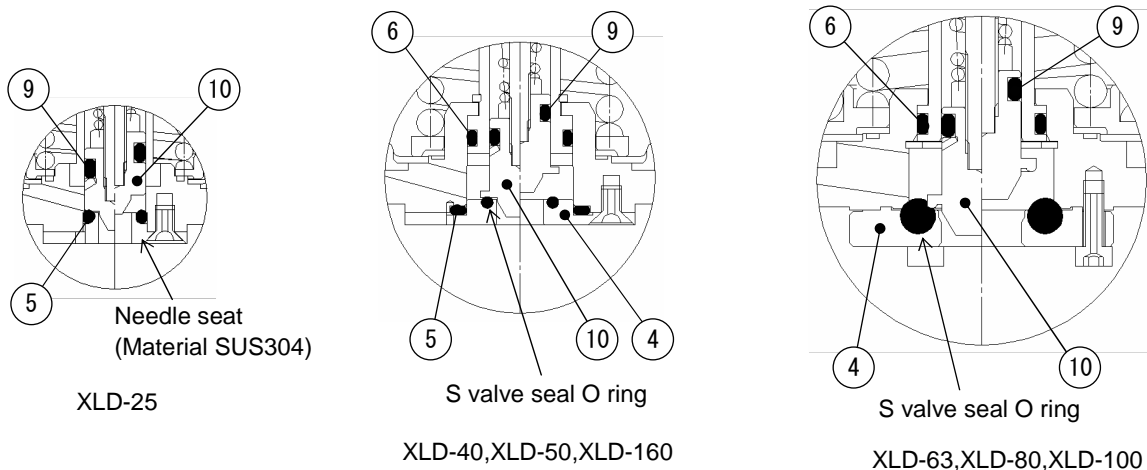 9
10
5
Needle seat
(Material SUS304)
XLD-25
6
9
5
10
4
S valve seal O ring
XLD-40,XLD-50,XLD-160
6
9
4
10
S valve seal O ring
XLD-63,XLD-80,XLD-100